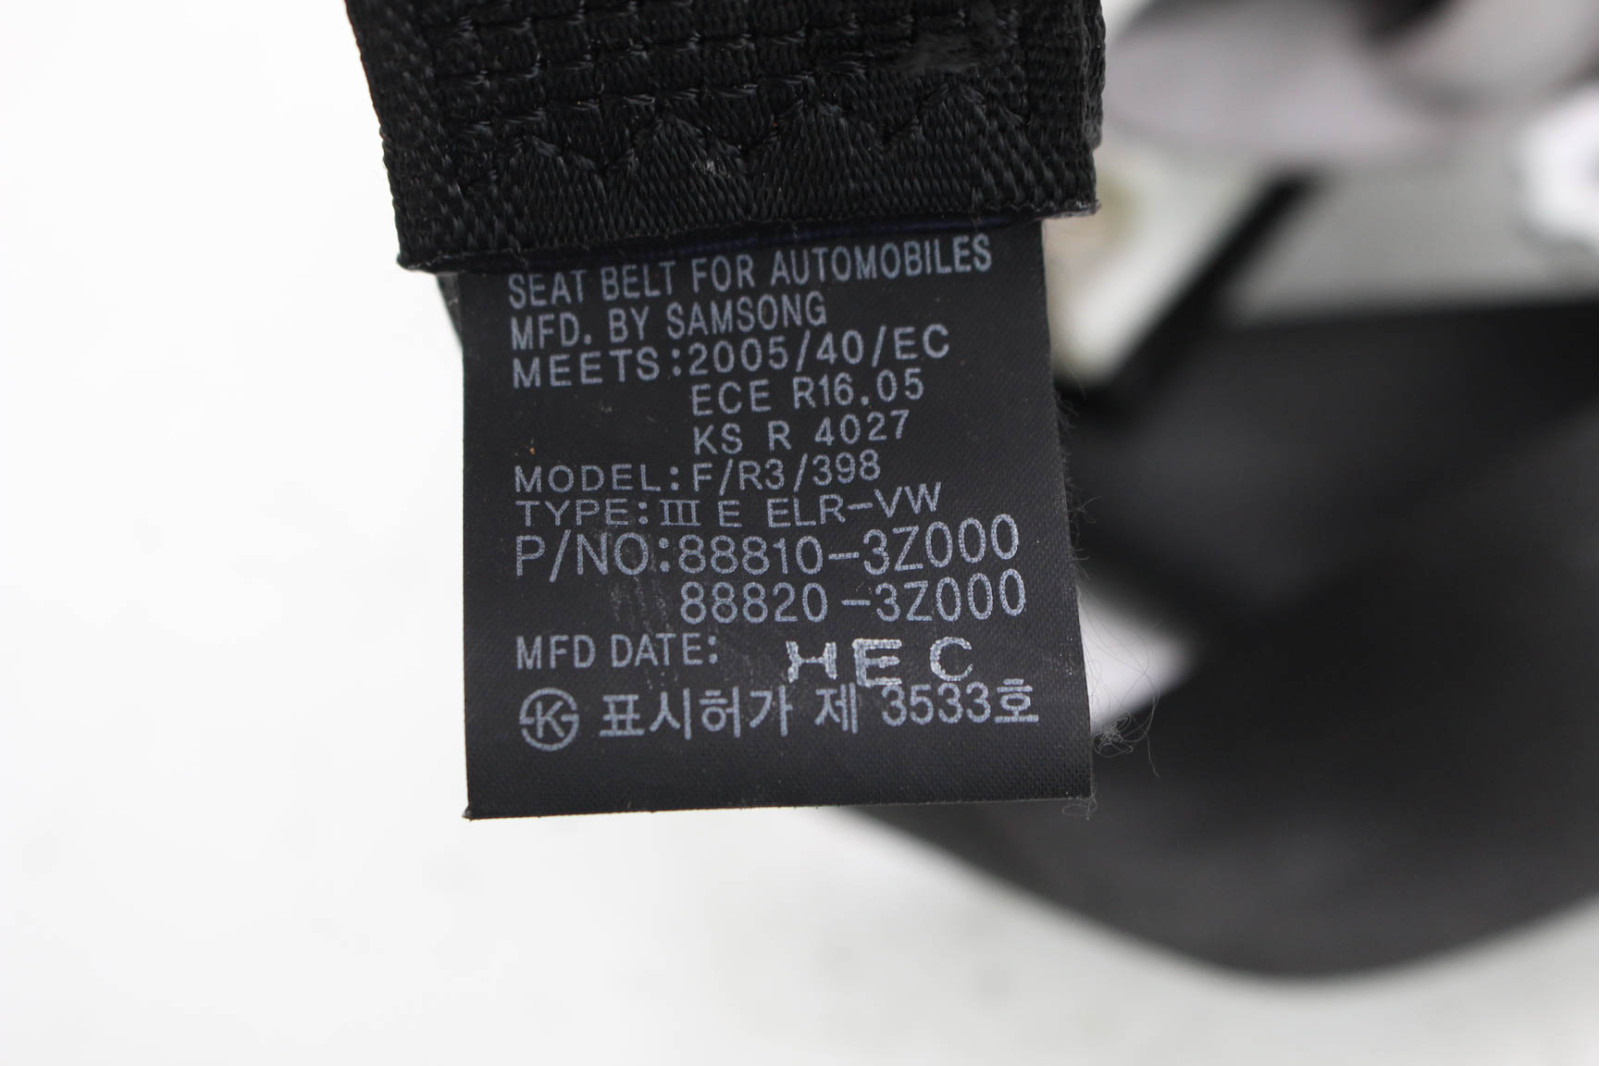 SEAT BELT FOR AUTOMOBILES
MFD. BY SAMSONG
MEETS:2005/40/EC
ECE R16.05
KS R 4027
MODEL:F/R3/398
TYPE:Ⅲ E ELR-VW
P/NO:88810-3Z000
88820-3Z000
MFD DATE: HEC
K 표시허가 제 3533호